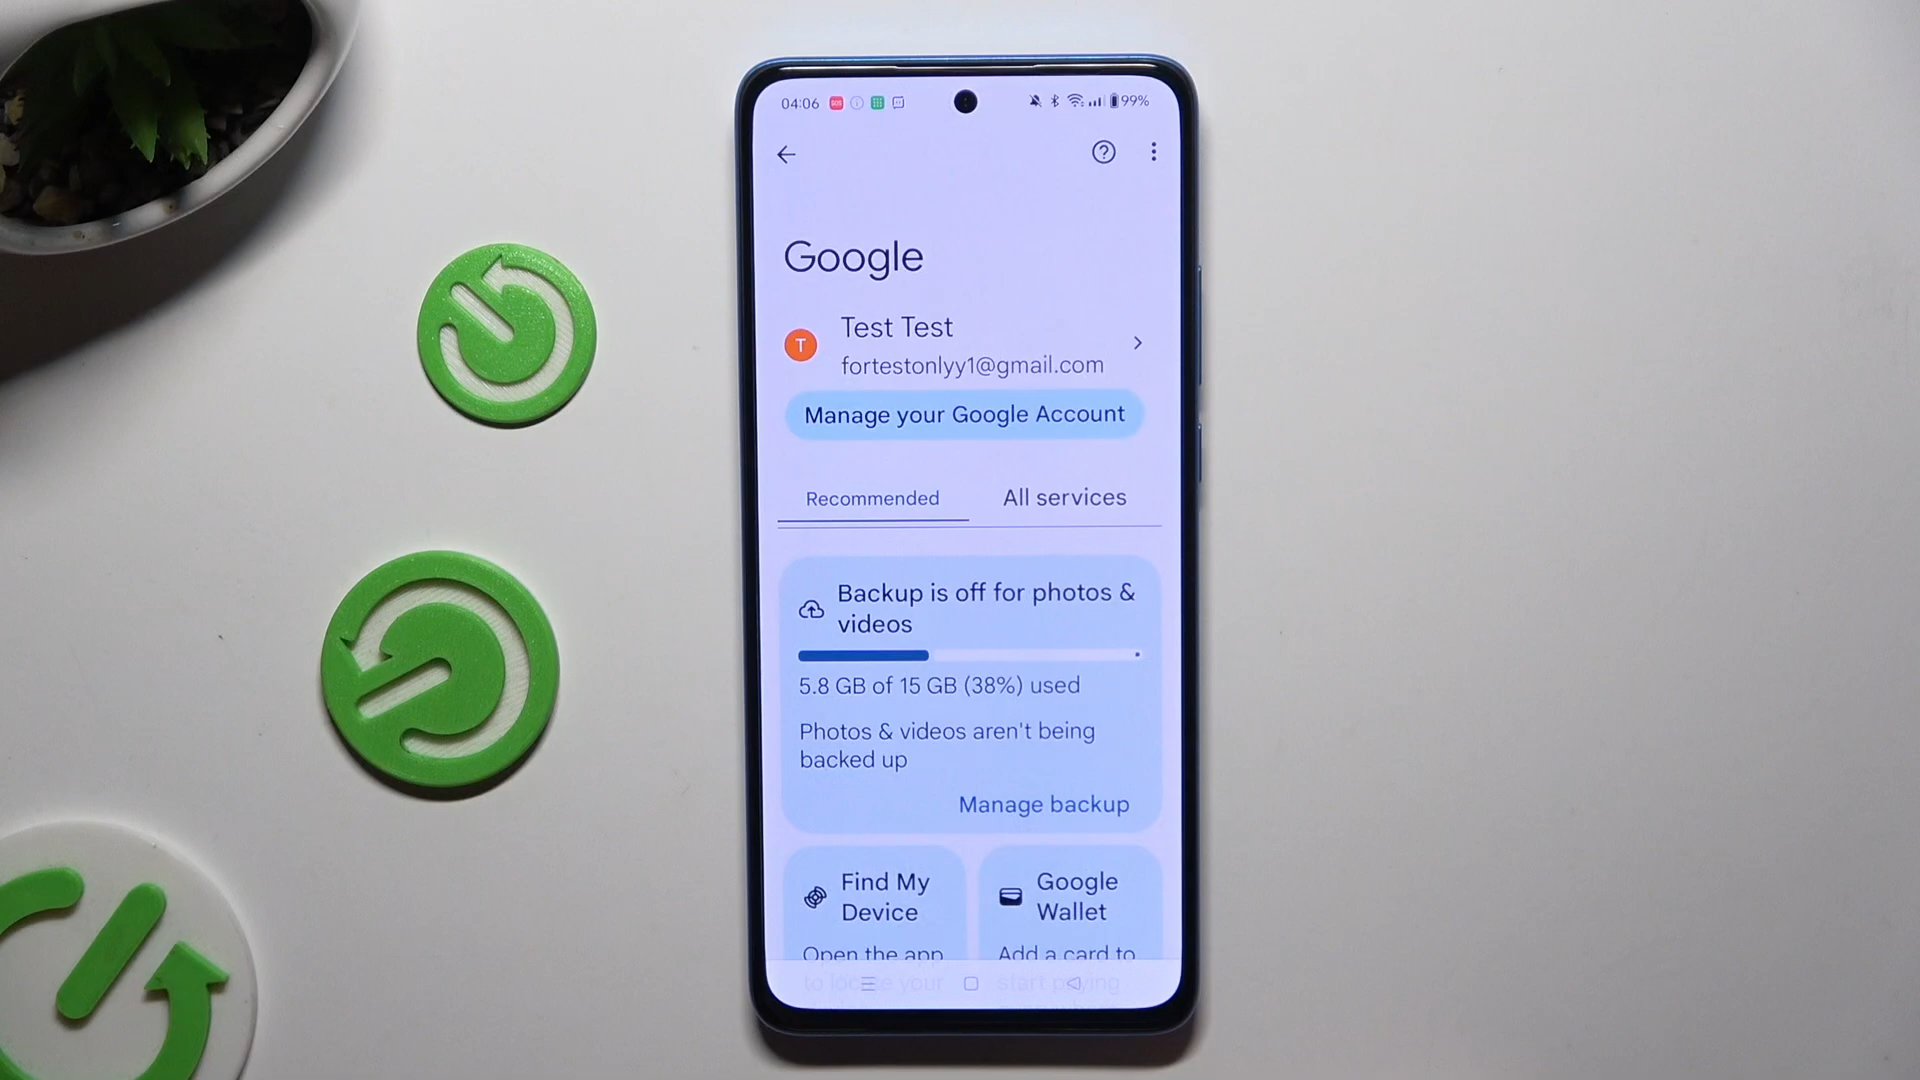 04:06
99%
Google
T
Test Test
fortestonlyy1@gmail.com
Manage your Google Account
Recommended
All services
Backup is off for photos &
videos
5.8 GB of 15 GB (38%) used
Photos & videos aren't being
backed up
Manage backup
Find My
Device
Open the app
to locate your
Google
Wallet
Add a card to
start paying